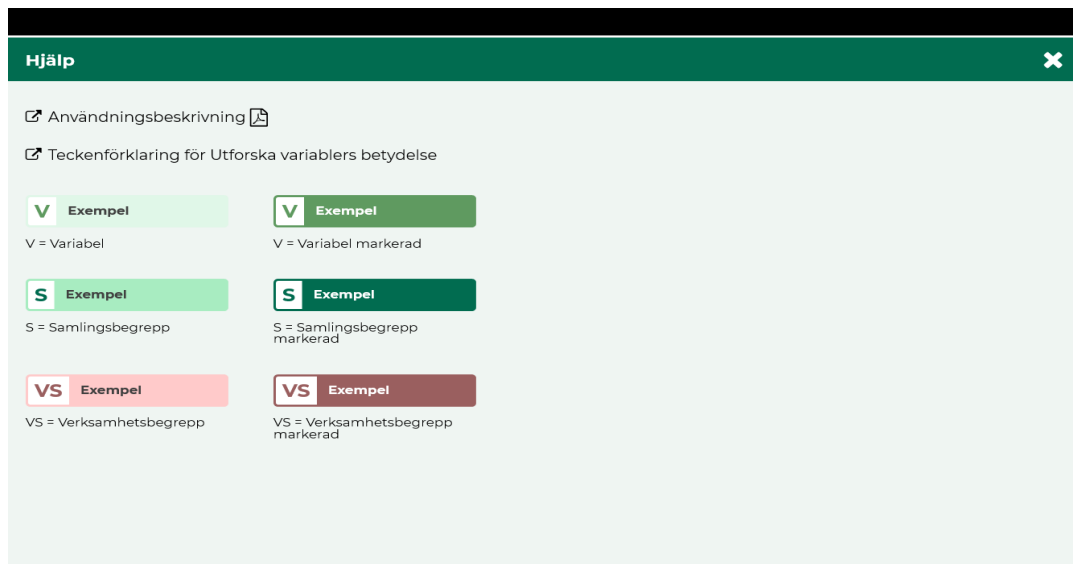 Hjälp
Användningsbeskrivning
Teckenförklaring för Utforska variablers betydelse
V Exempel
V = Variabel
V Exempel
V = Variabel markerad
S Exempel
S = Samlingsbegrepp
S Exempel
S = Samlingsbegrepp
markerad
VS Exempel
VS = Verksamhetsbegrepp
VS Exempel
VS = Verksamhetsbegrepp
markerad